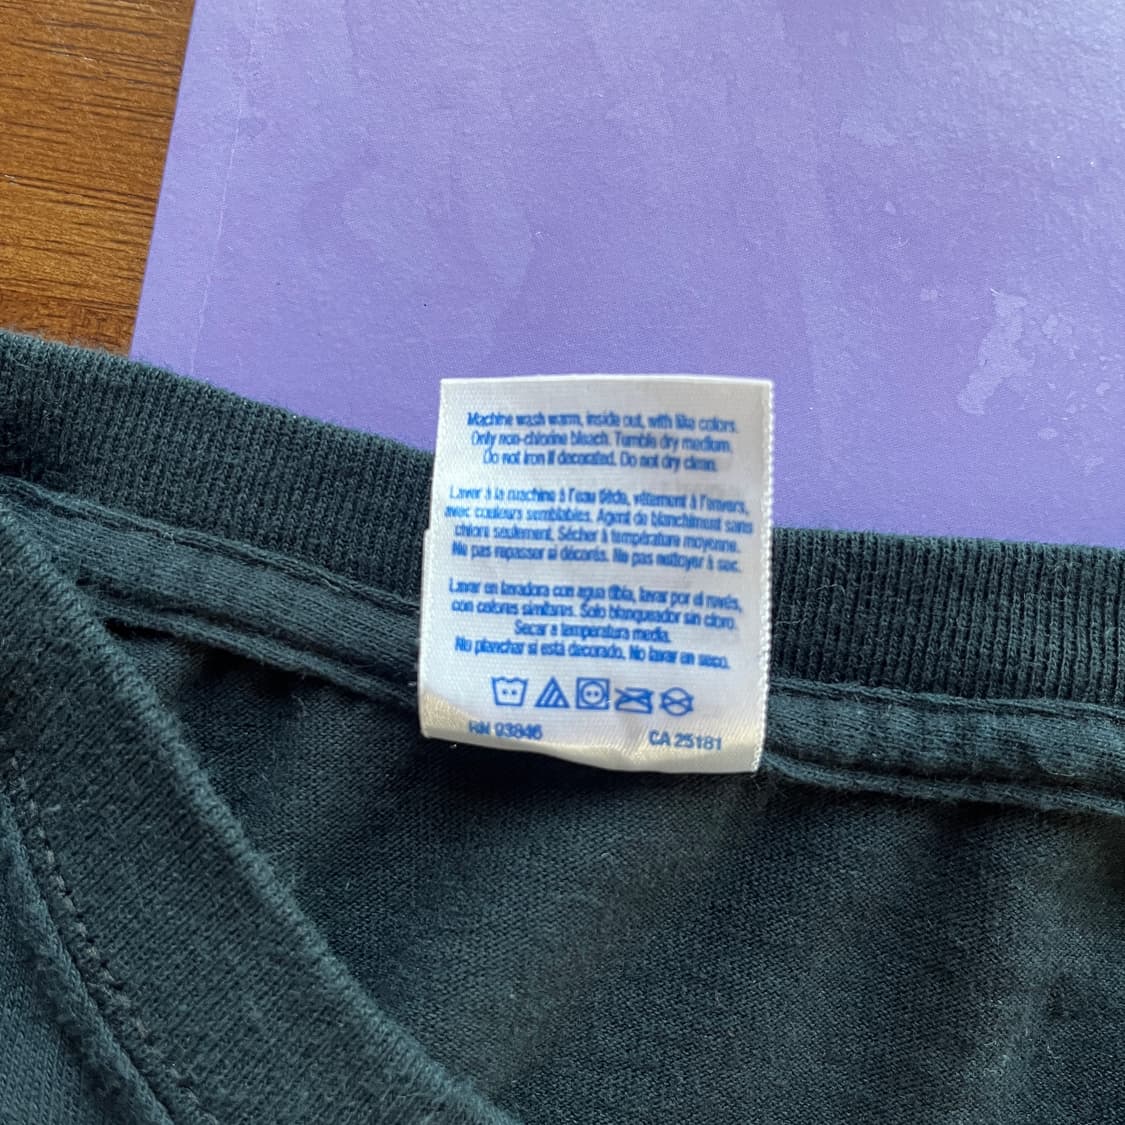 Machine wash warm, inside out, with like colors.
Only non-chlorine bleach. Tumble dry medium.
Do not iron if decorated. Do not dry clean.
Laver à la machine à l'eau tiède, vêtement à l'envers,
avec couleurs semblables. Agent de blanchiment sans
chlore seulement. Sécher à température moyenne.
Ne pas repasser si décorés. Ne pas nettoyer à sec.
Lavar en lavadora con agua tibia, lavar por el revés,
con colores similares. Solo blanqueador sin cloro.
Secar a temperatura media.
No planchar si está decorado. No lavar en seco.
RN 93846 CA 25181